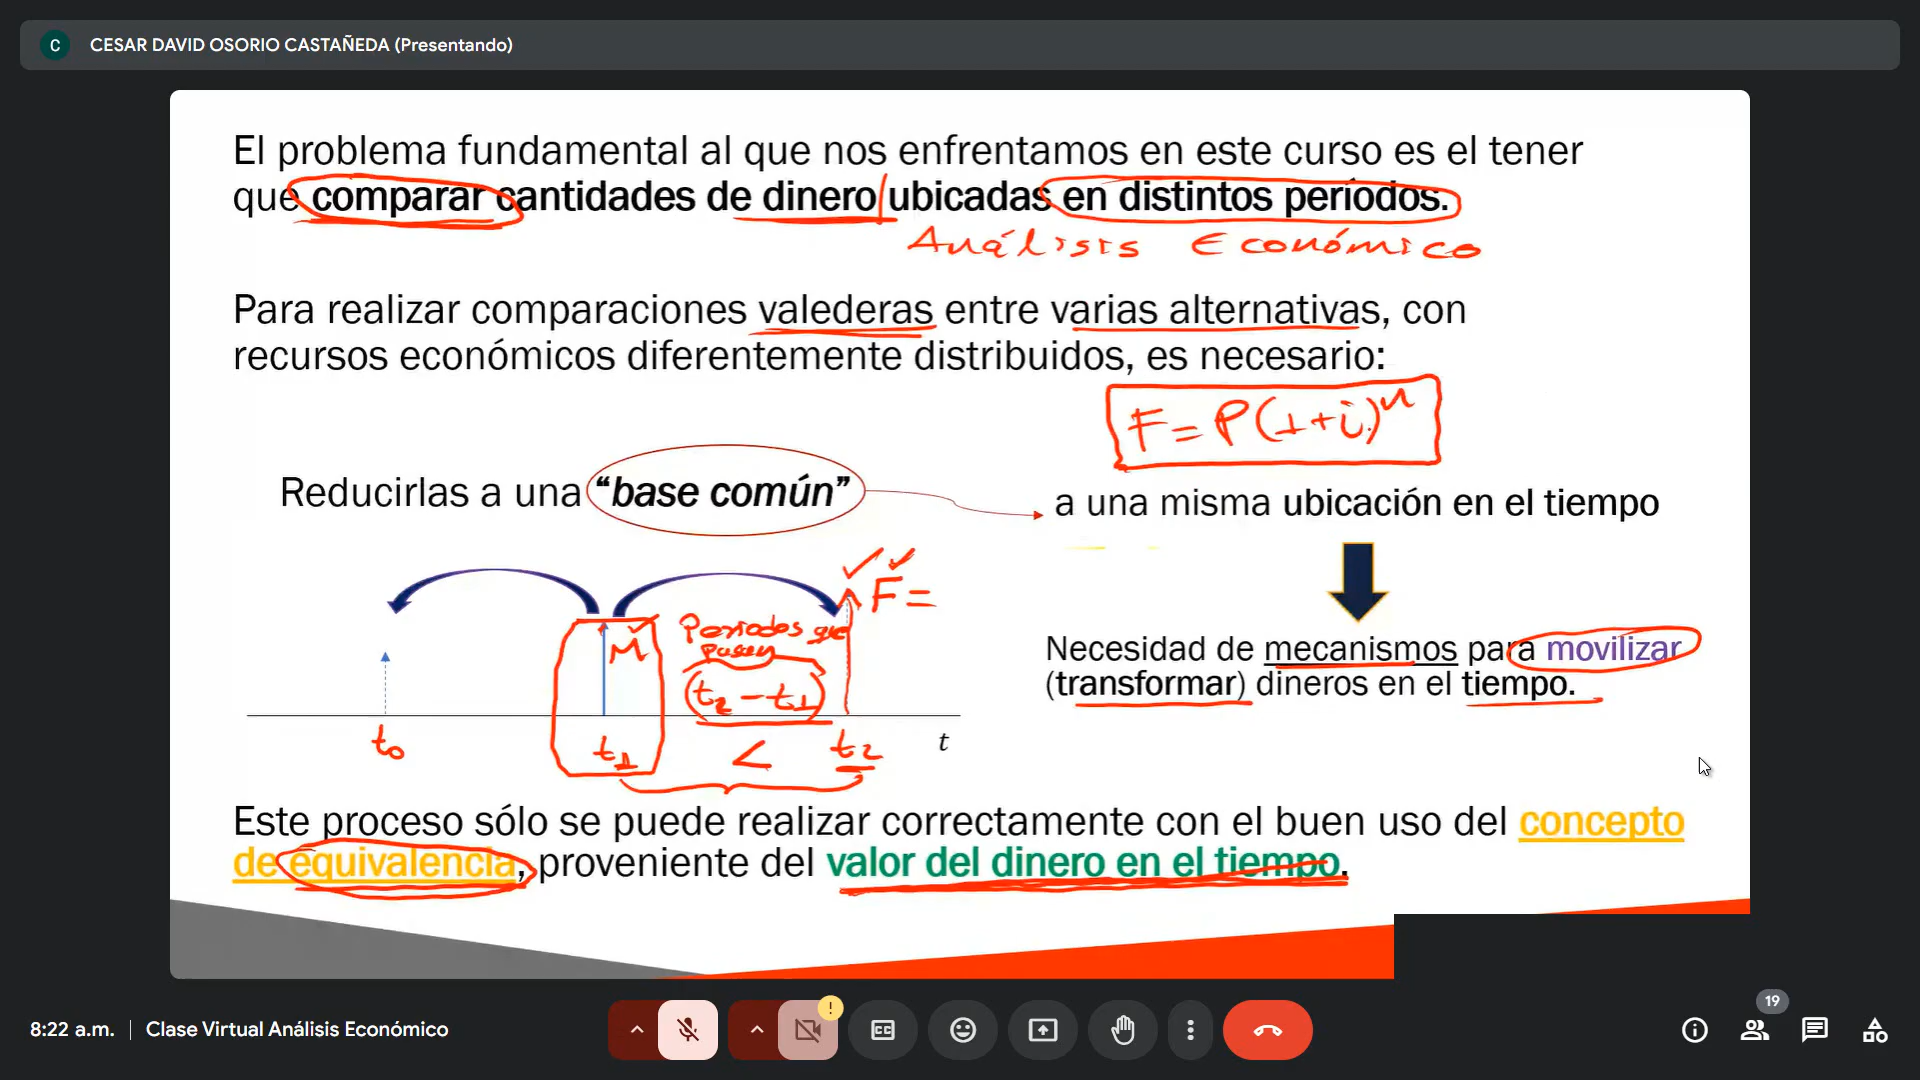 C CESAR DAVID OSORIO CASTAÑEDA (Presentando)
El problema fundamental al que nos enfrentamos en este curso es el tener
que comparar cantidades de dinero ubicadas en distintos períodos.
Análisis Económico
Para realizar comparaciones valederas entre varias alternativas, con
recursos económicos diferentemente distribuidos, es necesario:
F = P(1+i)^n
Reducirlas a una “base común”
a una misma ubicación en el tiempo
F =
M
Periodos que
pasan
(t2 - t1)
t0
t1
<
t2
t
Necesidad de mecanismos para movilizar
(transformar) dineros en el tiempo.
Este proceso sólo se puede realizar correctamente con el buen uso del concepto
de equivalencia, proveniente del valor del dinero en el tiempo.
8:22 a.m. | Clase Virtual Análisis Económico
!
CC
19